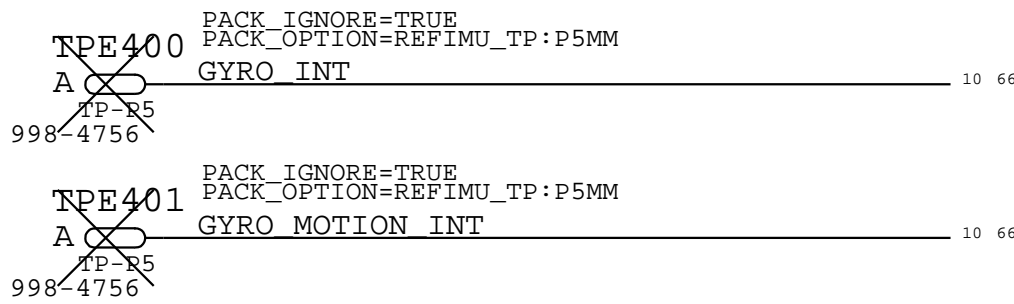 PACK_IGNORE=TRUE
PACK_OPTION=REFIMU_TP:P5MM
TPE400
GYRO_INT
A
10 66
TP-P5
998-4756
PACK_IGNORE=TRUE
PACK_OPTION=REFIMU_TP:P5MM
TPE401
GYRO_MOTION_INT
A
10 66
TP-P5
998-4756